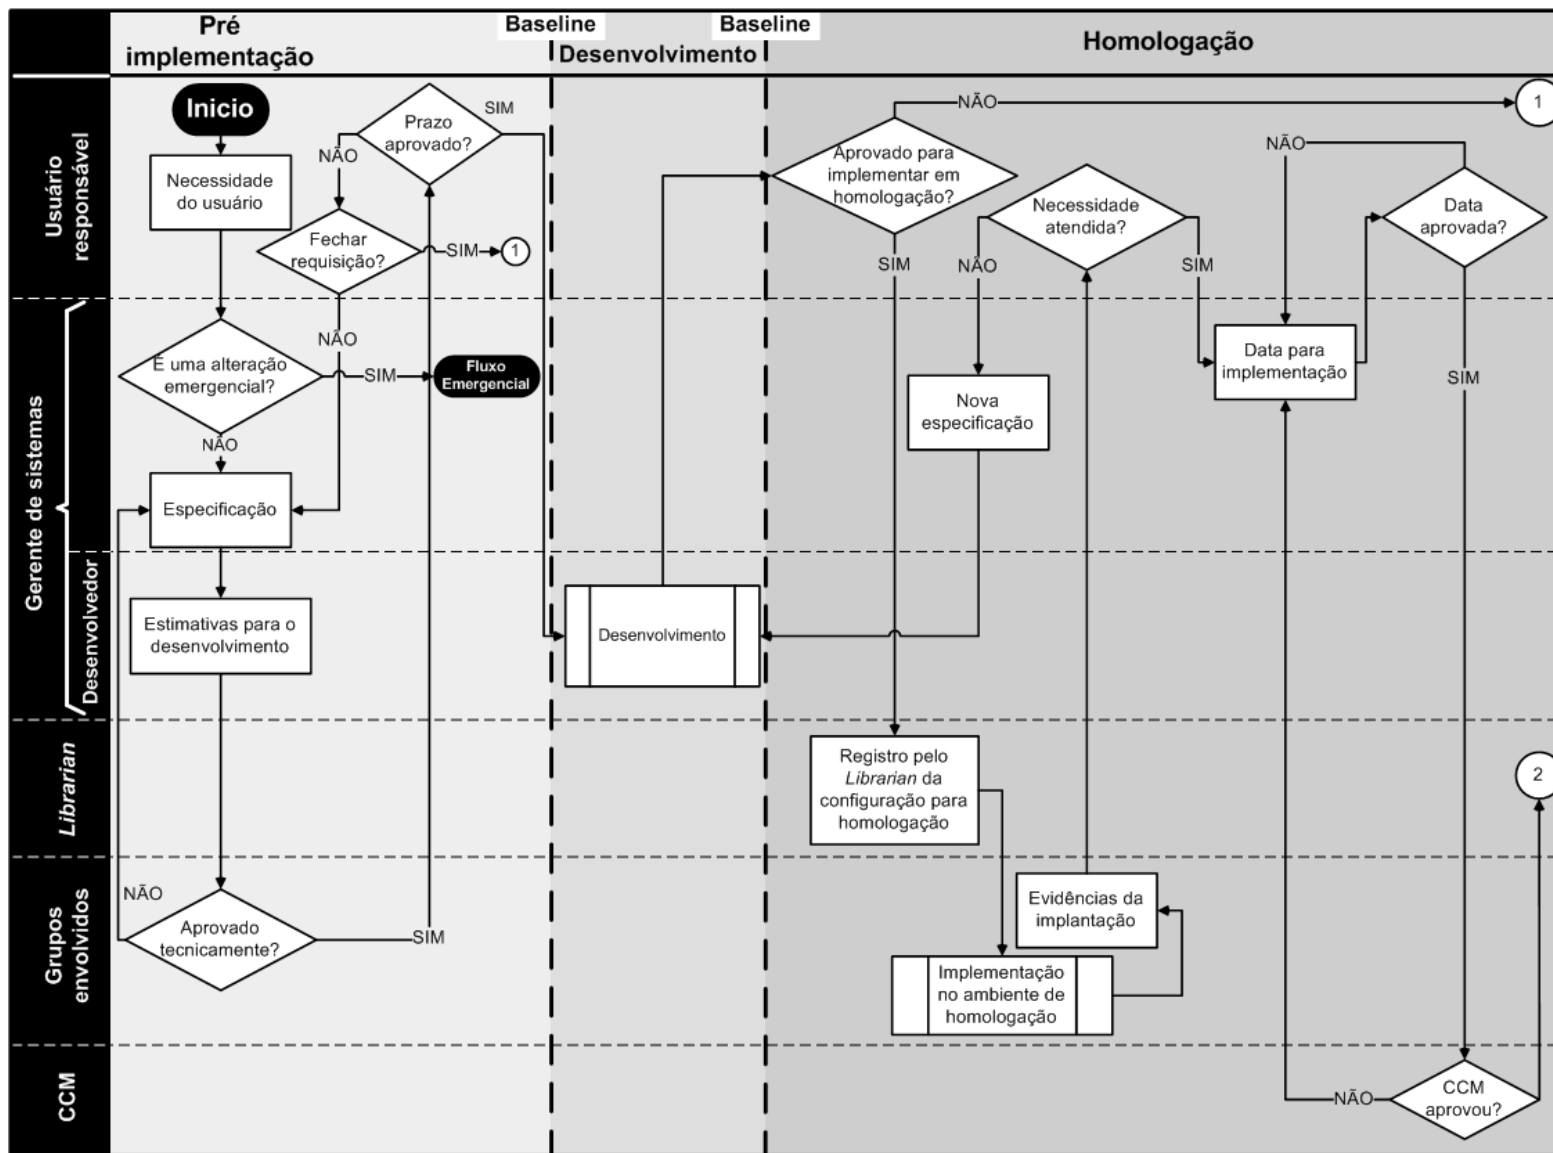 Pré
implementação
Baseline
Desenvolvimento
Baseline
Homologação
Usuário
responsável
Inicio
Necessidade
do usuário
Prazo
aprovado?
SIM
NÃO
Fechar
requisição?
SIM
1
NÃO
Aprovado para
implementar em
homologação?
NÃO
1
SIM
Necessidade
atendida?
NÃO
SIM
NÃO
Data
aprovada?
SIM
Gerente de sistemas
É uma alteração
emergencial?
SIM
Fluxo
Emergencial
NÃO
Especificação
Nova
especificação
Data para
implementação
Desenvolvedor
Estimativas para o
desenvolvimento
Desenvolvimento
Librarian
Registro pelo
Librarian da
configuração para
homologação
2
Grupos
envolvidos
NÃO
Aprovado
tecnicamente?
SIM
Evidências da
implantação
Implementação
no ambiente de
homologação
CCM
NÃO
CCM
aprovou?